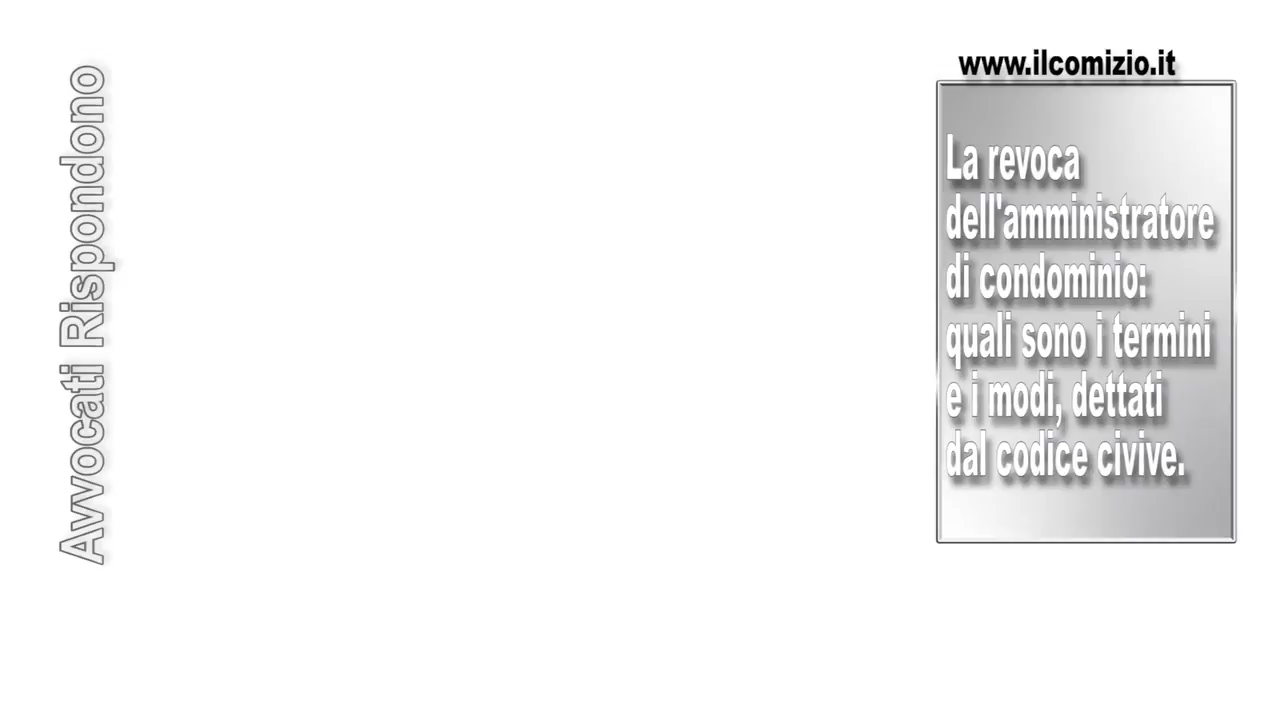 Avvocati Rispondono
www.ilcomizio.it
La revoca
dell'amministratore
di condominio:
quali sono i termini
e i modi, dettati
dal codice civive.